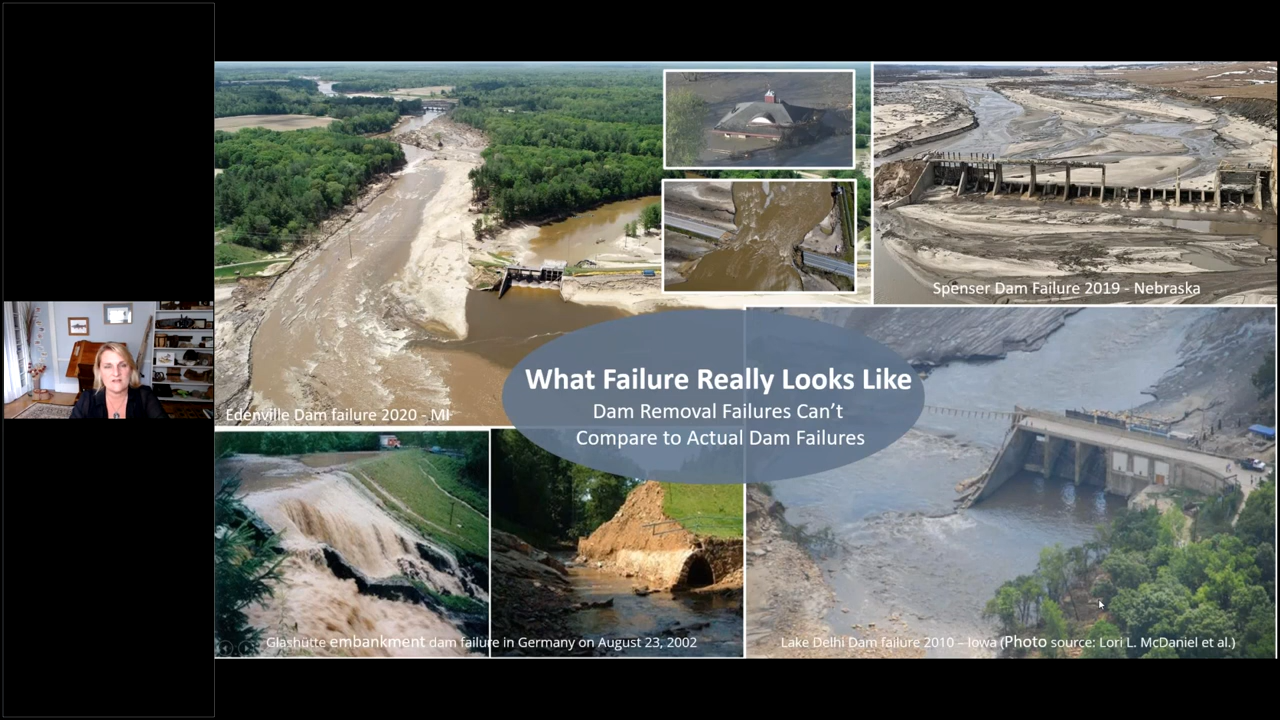 Spenser Dam Failure 2019 - Nebraska
What Failure Really Looks Like
Dam Removal Failures Can't
Compare to Actual Dam Failures
Edenville Dam failure 2020 - MI
Glashütte embankment dam failure in Germany on August 23, 2002
Lake Delhi Dam failure 2010 – Iowa (Photo source: Lori L. McDaniel et al.)